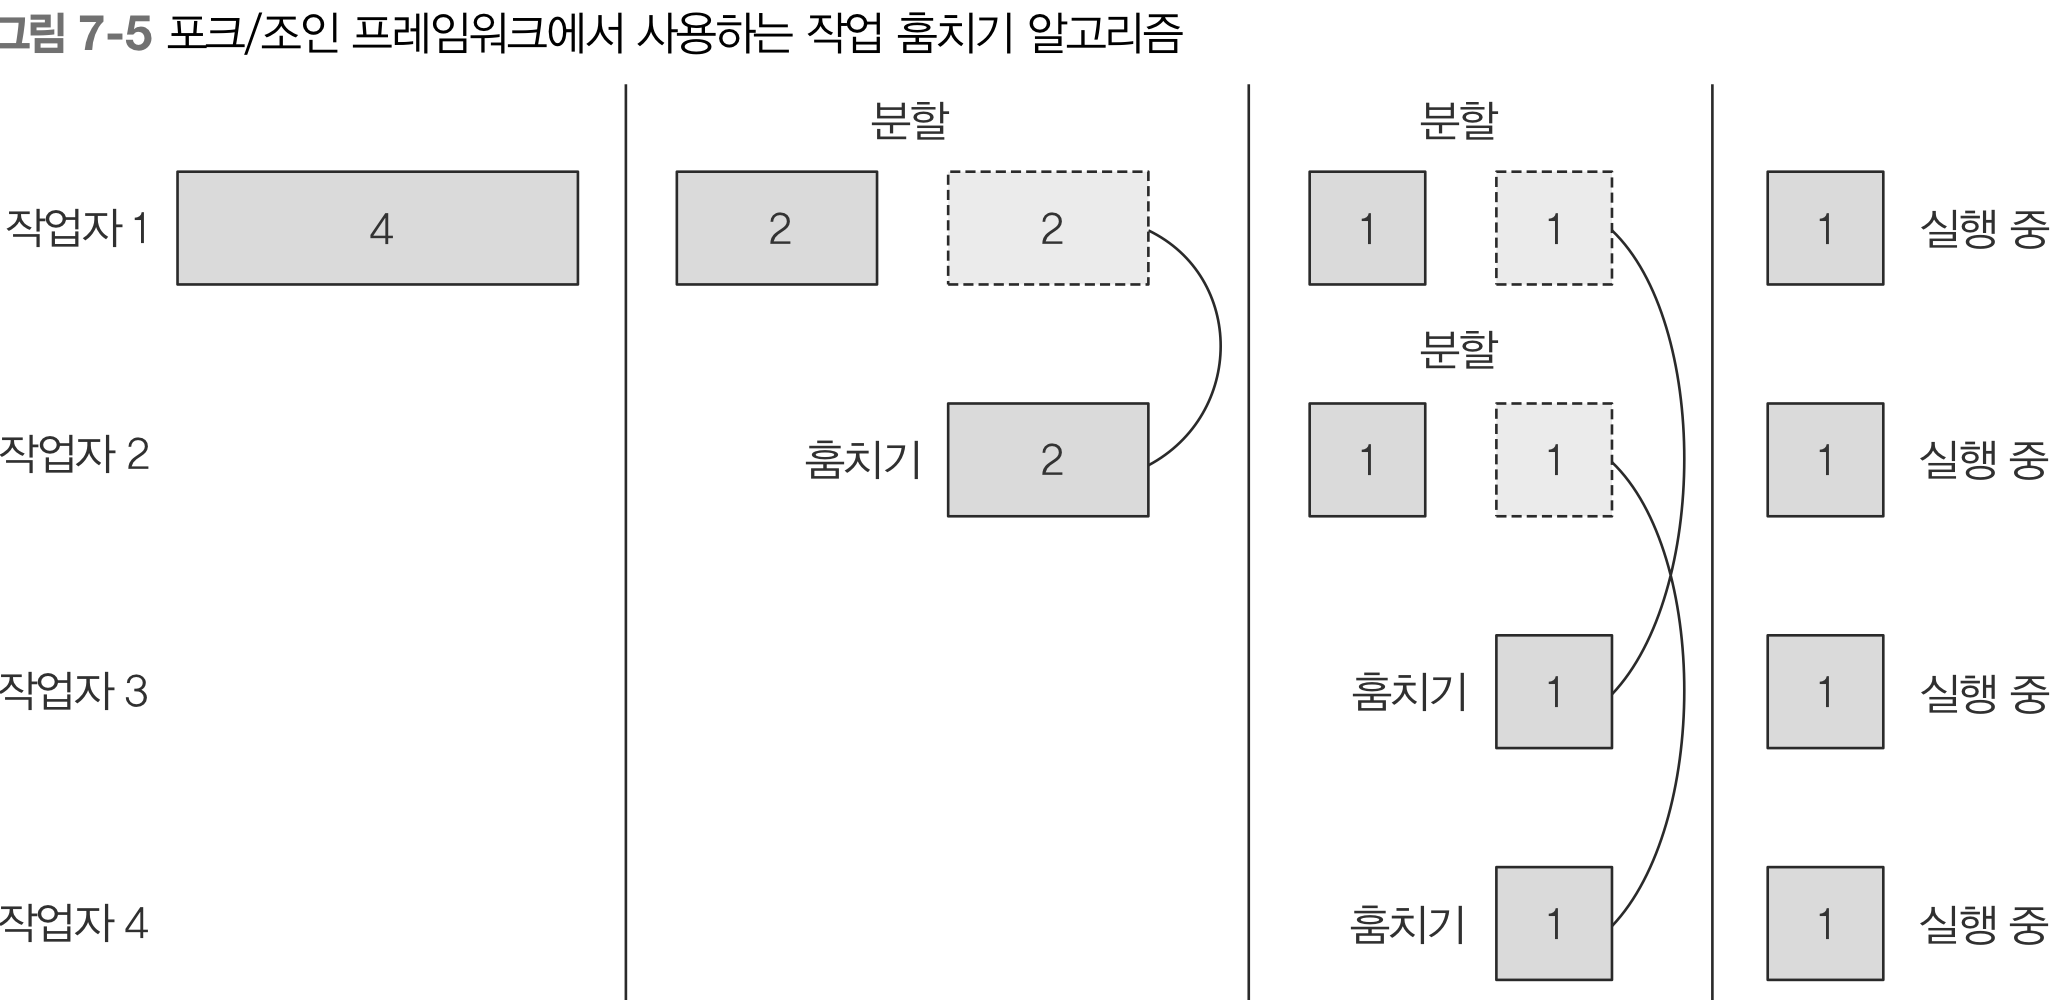 그림 7-5 포크/조인 프레임워크에서 사용하는 작업 훔치기 알고리즘
분할 분할
작업자 1 4 2 2 1 1 1 실행 중
분할
작업자 2 훔치기 2 1 1 1 실행 중
작업자 3 훔치기 1 1 실행 중
작업자 4 훔치기 1 1 실행 중